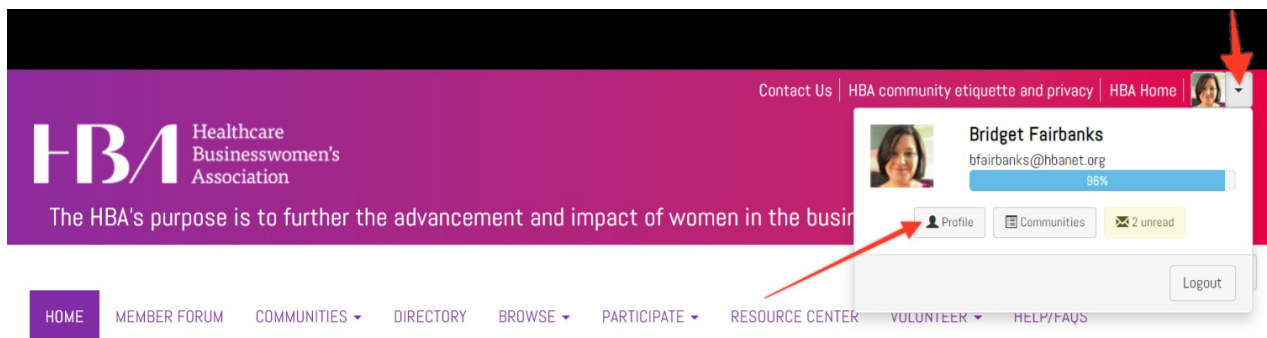 Contact Us | HBA community etiquette and privacy | HBA Home |
HBA
Healthcare
Businesswomen's
Association
The HBA's purpose is to further the advancement and impact of women in the busin
Bridget Fairbanks
bfairbanks@hbanet.org
96%
Profile
Communities
2 unread
Logout
HOME MEMBER FORUM COMMUNITIES DIRECTORY BROWSE PARTICIPATE RESOURCE CENTER VOLUNTEER HELP/FAQS